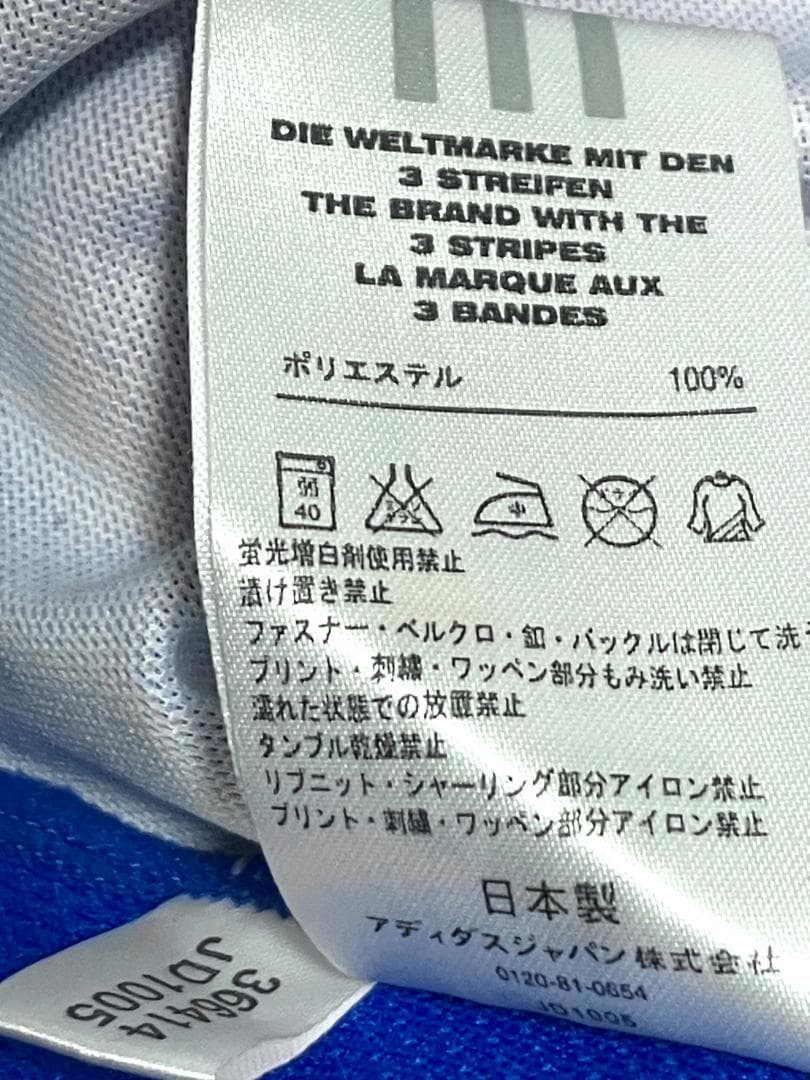 DIE WELTMARKE MIT DEN
3 STREIFEN
THE BRAND WITH THE
3 STRIPES
LA MARQUE AUX
3 BANDES
ポリエステル 100%
弱
40
中
蛍光増白剤使用禁止
漬け置き禁止
ファスナー・ベルクロ・釦・バックルは閉じて洗う
プリント・刺繍・ワッペン部分もみ洗い禁止
濡れた状態での放置禁止
タンブル乾燥禁止
リブニット・シャーリング部分アイロン禁止
プリント・刺繍・ワッペン部分アイロン禁止
日本製
アディダスジャパン株式会社
0120-81-0654
JD1005
366414
JD1005